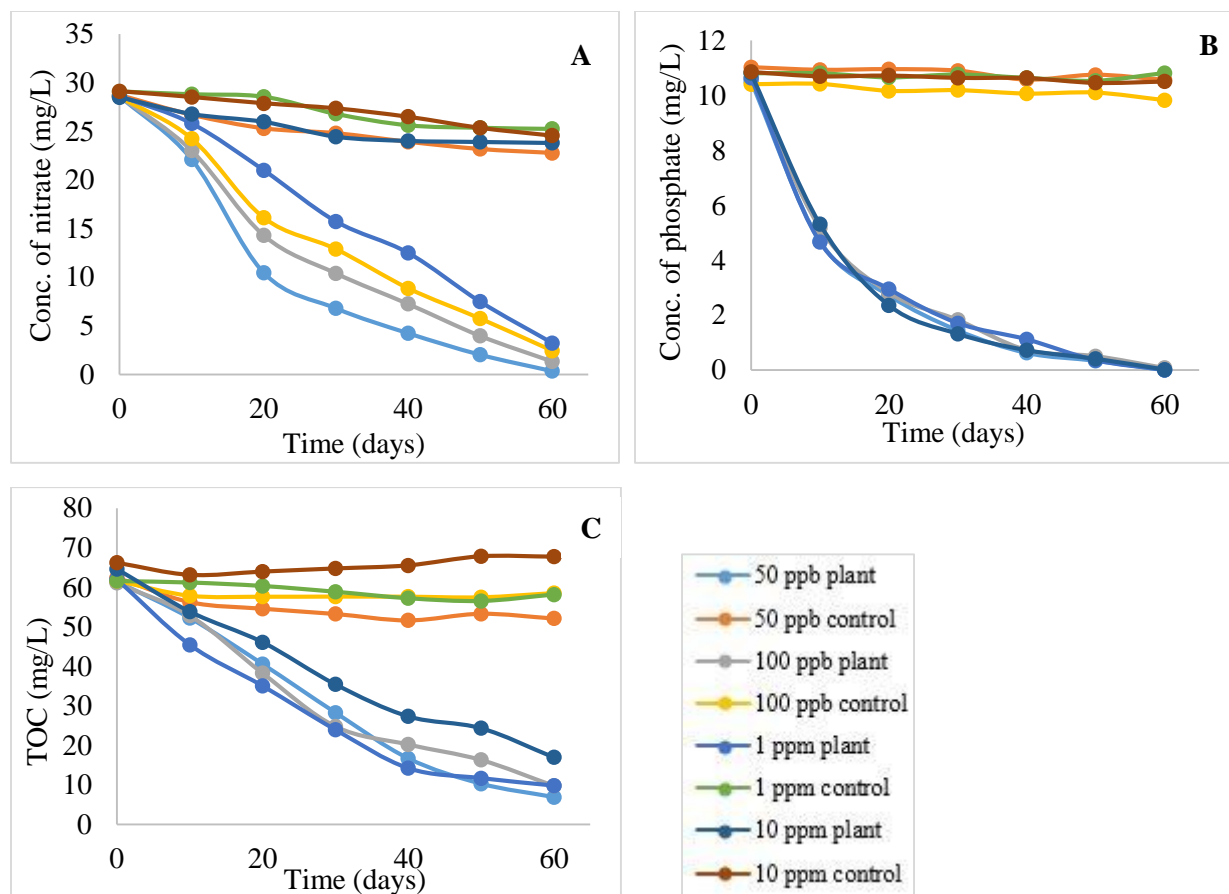 A
Conc. of nitrate (mg/L)
35
30
25
20
15
10
5
0
0 20 40 60
Time (days)
B
Conc. of phosphate (mg/L)
12
10
8
6
4
2
0
0 20 40 60
Time (days)
C
TOC (mg/L)
80
70
60
50
40
30
20
10
0
0 20 40 60
Time (days)
50 ppb plant
50 ppb control
100 ppb plant
100 ppb control
1 ppm plant
1 ppm control
10 ppm plant
10 ppm control